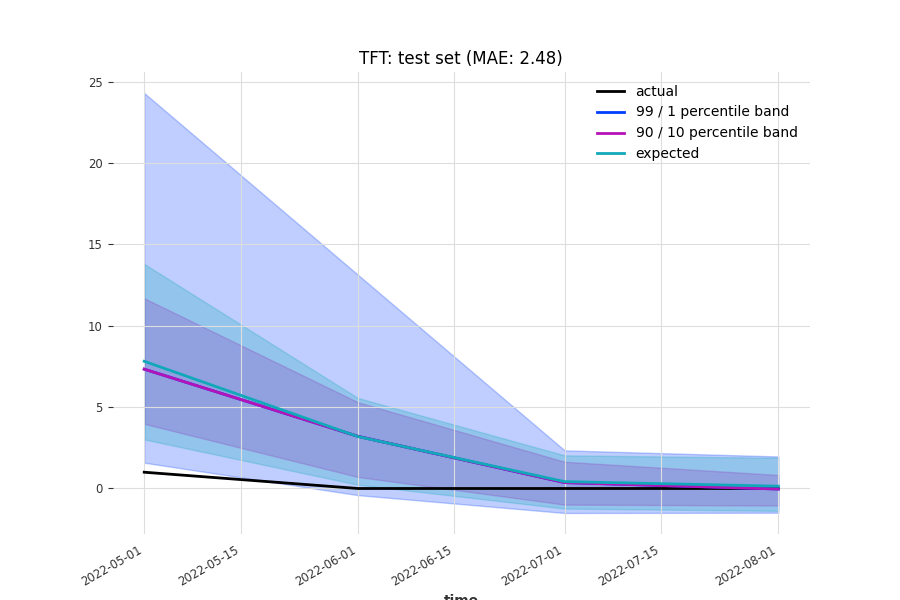 TFT: test set (MAE: 2.48)
actual
99 / 1 percentile band
90 / 10 percentile band
expected
25
20
15
10
5
0
2022-05-01
2022-05-15
2022-06-01
2022-06-15
2022-07-01
2022-07-15
2022-08-01
time